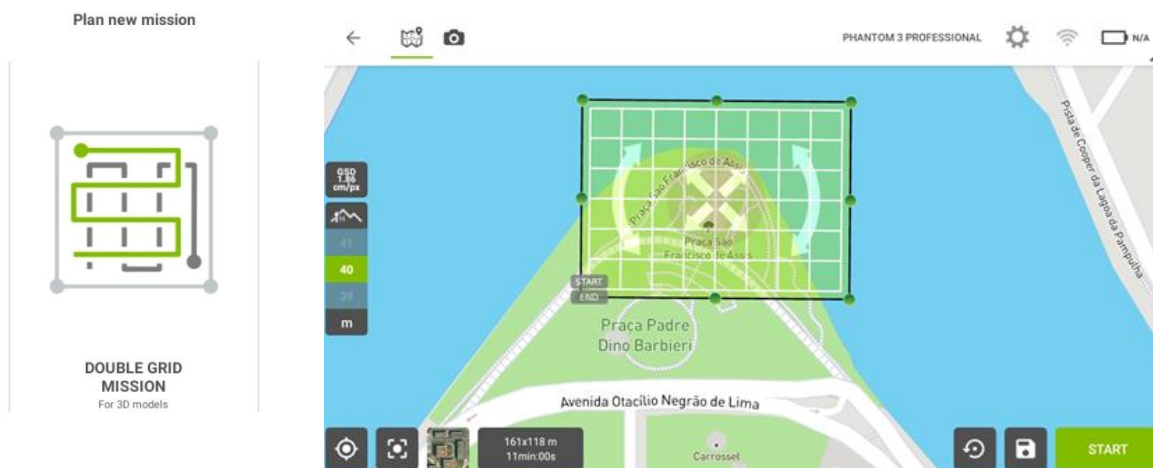 Plan new mission
DOUBLE GRID
MISSION
For 3D models
PHANTOM 3 PROFESSIONAL
N/A
GSD
1.86
cm/px
41
40
39
m
Praça São Francisco de Assis
Praça São
Francisco de Assis
START
END
Praça Padre
Dino Barbieri
Avenida Otacílio Negrão de Lima
Pista de Cooper da Lagoa da Pampulha
161x118 m
11min:00s
Carrossel
START